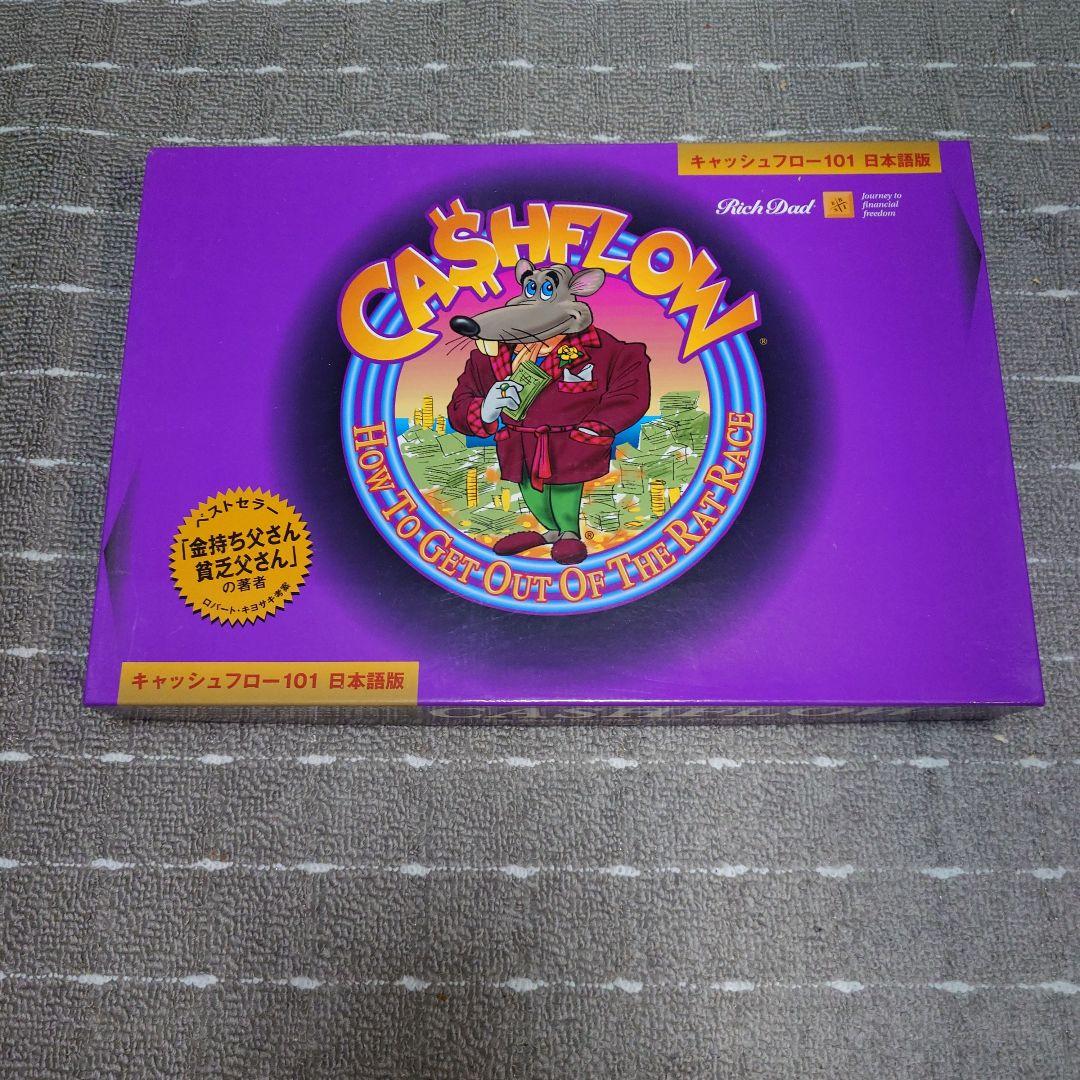 キャッシュフロー101 日本語版
Rich Dad
Journey to
financial
freedom
CA$HFLOW
®
HOW TO GET OUT OF THE RAT RACE
®
ベストセラー
「金持ち父さん
貧乏父さん」
の著者
ロバート・キヨサキ考案
キャッシュフロー101 日本語版